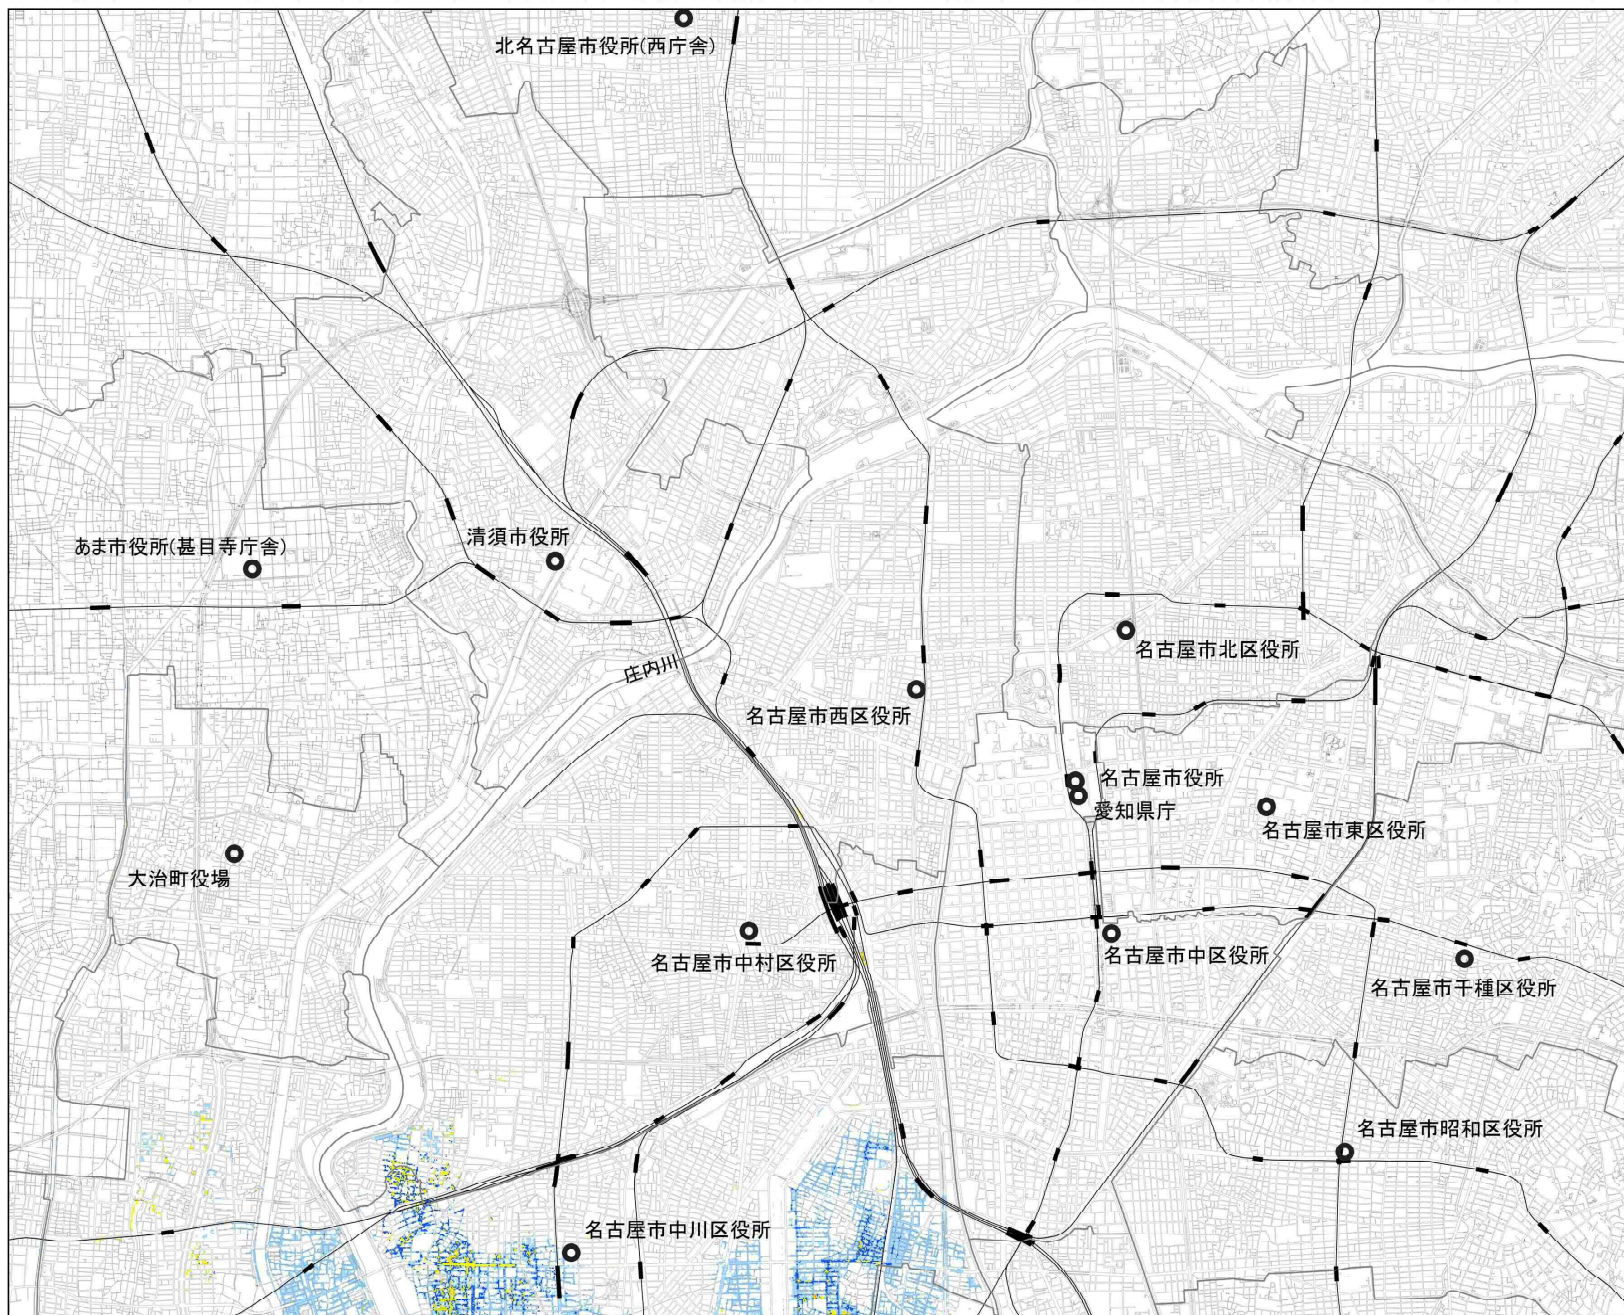 北名古屋市役所(西庁舎)
あま市役所(甚目寺庁舎)
清須市役所
名古屋市北区役所
庄内川
名古屋市西区役所
名古屋市役所
愛知県庁
名古屋市東区役所
大治町役場
名古屋市中村区役所
名古屋市中区役所
名古屋市千種区役所
名古屋市昭和区役所
名古屋市中川区役所